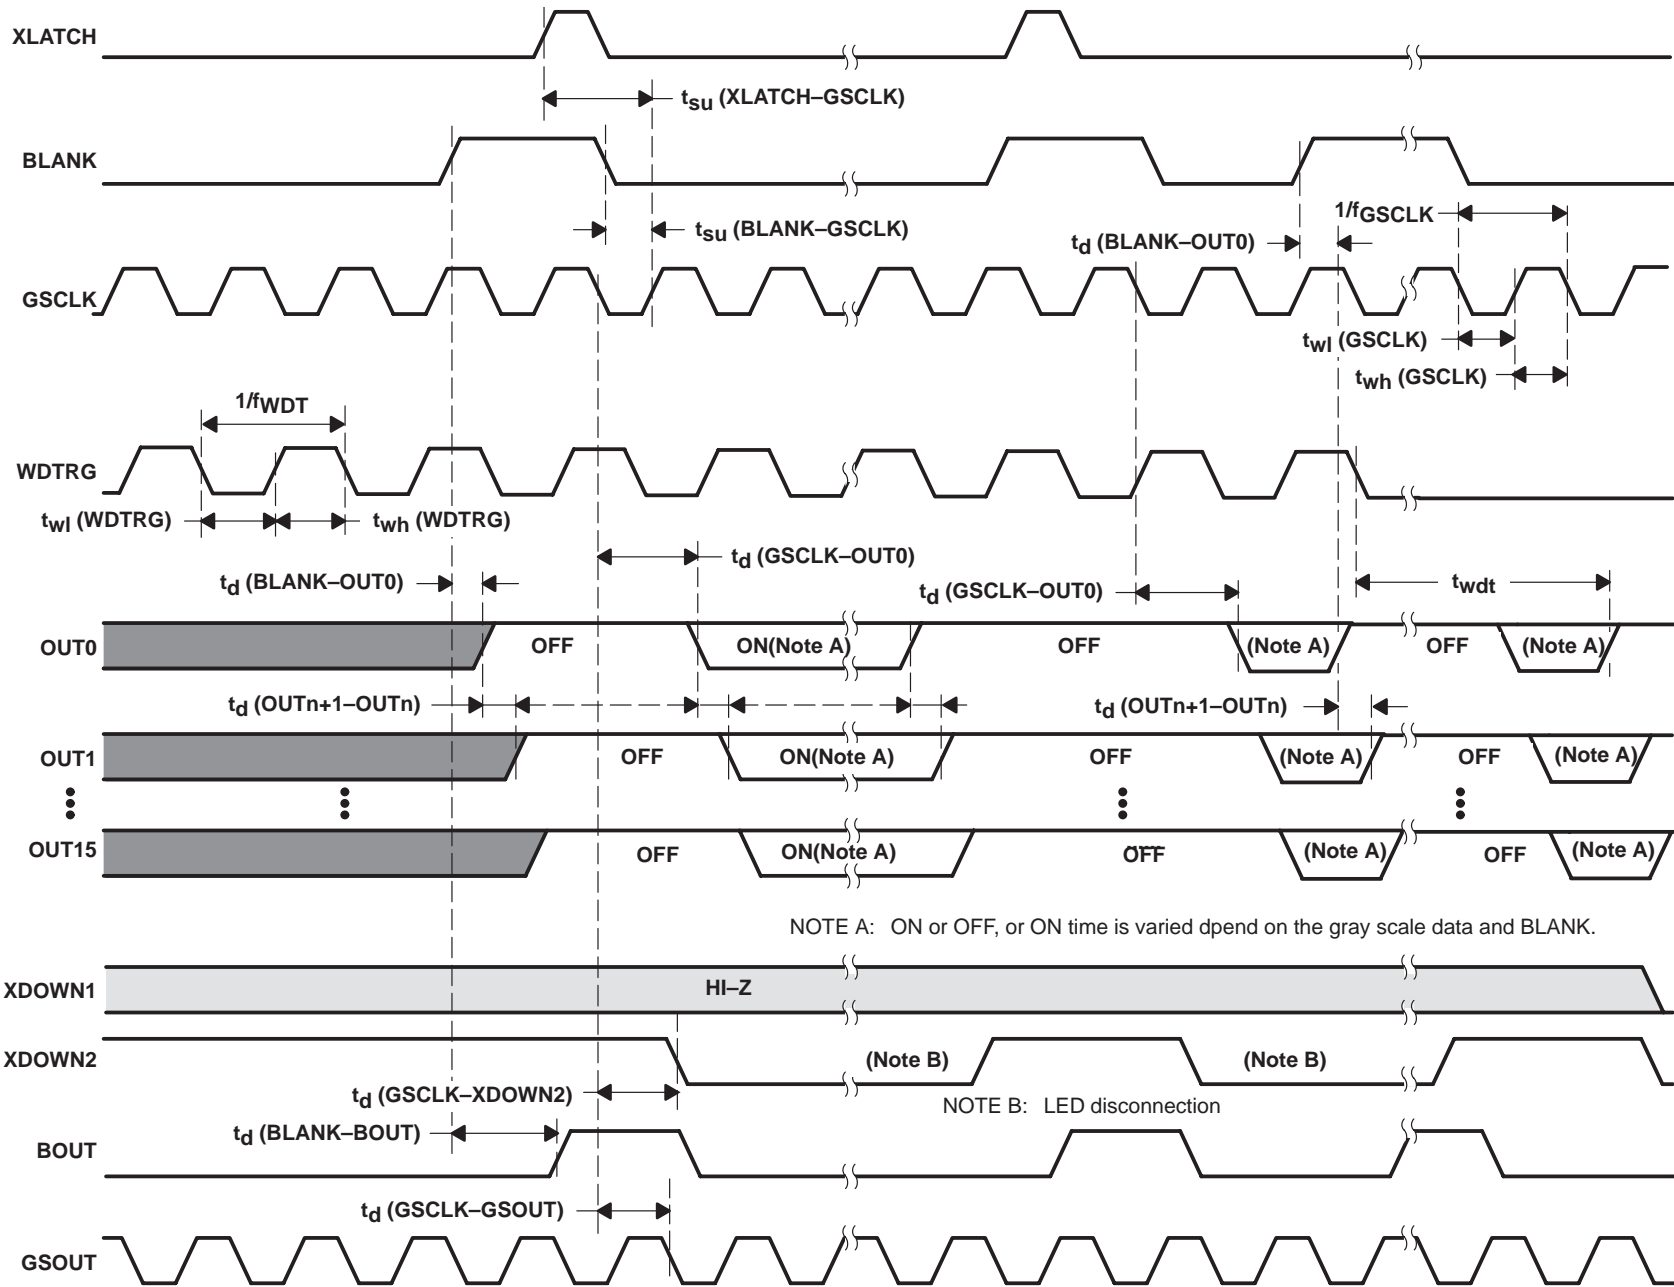 XLATCH
tsu (XLATCH–GSCLK)
BLANK
1/fGSCLK
tsu (BLANK–GSCLK)
td (BLANK–OUT0)
GSCLK
twl (GSCLK)
twh (GSCLK)
1/fWDT
WDTRG
twl (WDTRG)
twh (WDTRG)
td (GSCLK–OUT0)
td (BLANK–OUT0)
td (GSCLK–OUT0)
twdt
OUT0
OFF
ON(Note A)
OFF
(Note A)
OFF
(Note A)
td (OUTn+1–OUTn)
td (OUTn+1–OUTn)
OUT1
OFF
ON(Note A)
OFF
(Note A)
OFF
(Note A)
OUT15
OFF
ON(Note A)
OFF
(Note A)
OFF
(Note A)
NOTE A: ON or OFF, or ON time is varied dpend on the gray scale data and BLANK.
XDOWN1
HI–Z
XDOWN2
(Note B)
(Note B)
td (GSCLK–XDOWN2)
NOTE B: LED disconnection
td (BLANK–BOUT)
BOUT
td (GSCLK–GSOUT)
GSOUT